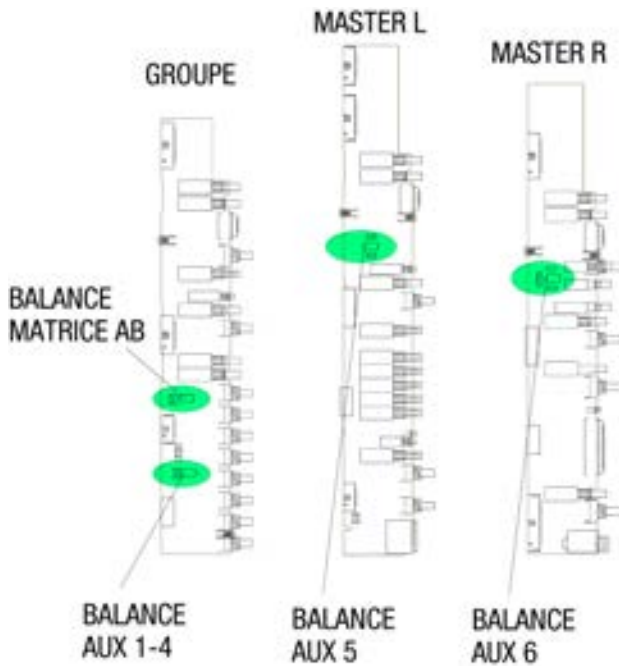 MASTER L
MASTER R
GROUPE
BALANCE
MATRICE AB
BALANCE
AUX 1-4
BALANCE
AUX 5
BALANCE
AUX 6